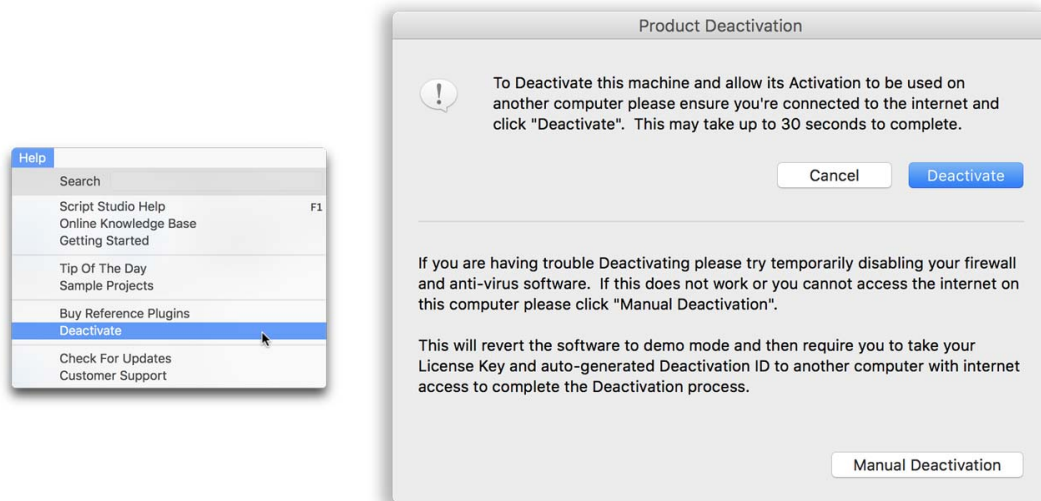 Help
Search
Script Studio Help F1
Online Knowledge Base
Getting Started
Tip Of The Day
Sample Projects
Buy Reference Plugins
Deactivate
Check For Updates
Customer Support
Product Deactivation
To Deactivate this machine and allow its Activation to be used on
another computer please ensure you're connected to the internet and
click "Deactivate".  This may take up to 30 seconds to complete.
Cancel Deactivate
If you are having trouble Deactivating please try temporarily disabling your firewall
and anti-virus software.  If this does not work or you cannot access the internet on
this computer please click "Manual Deactivation".
This will revert the software to demo mode and then require you to take your
License Key and auto-generated Deactivation ID to another computer with internet
access to complete the Deactivation process.
Manual Deactivation